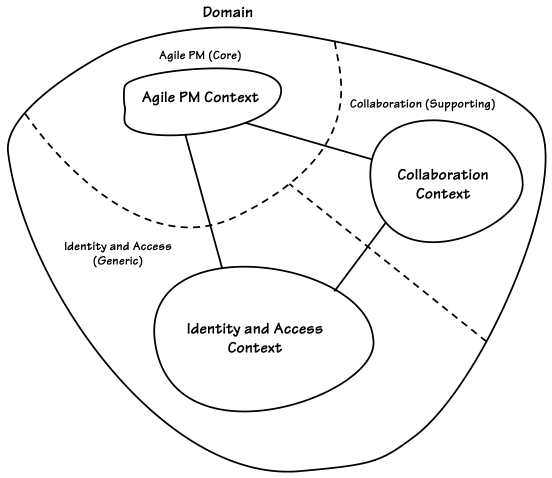 Domain
Agile PM (Core)
Agile PM Context
Collaboration (Supporting)
Collaboration
Context
Identity and Access
(Generic)
Identity and Access
Context